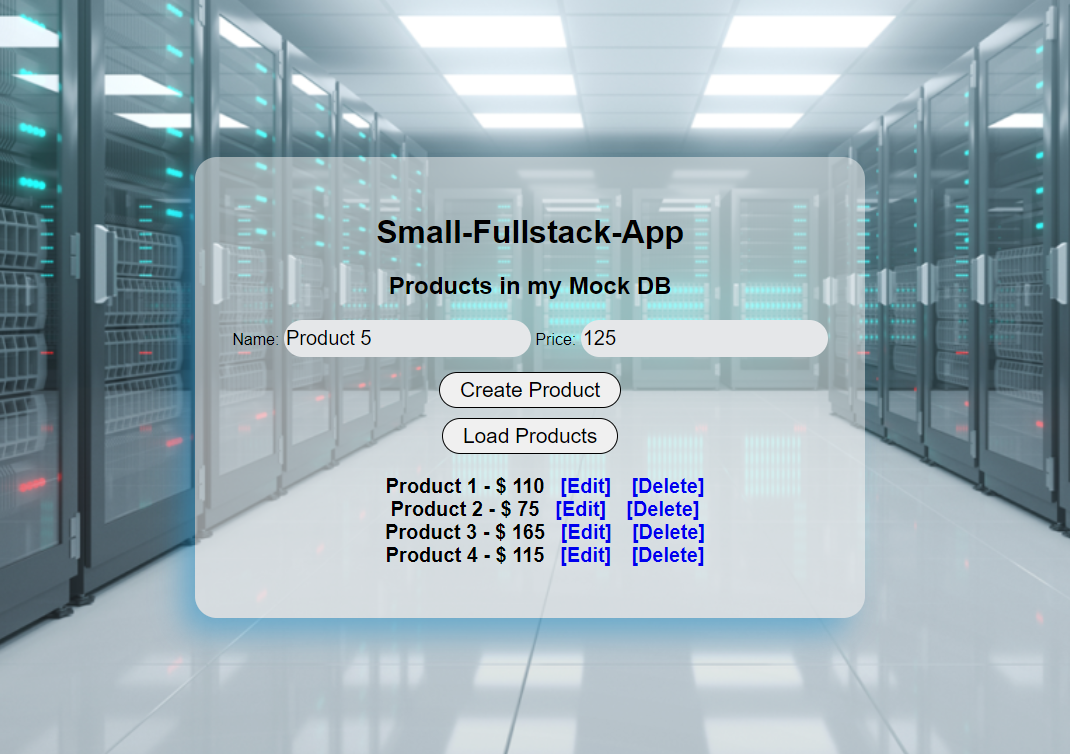 Small-Fullstack-App
Products in my Mock DB
Name: Product 5 Price: 125
Create Product
Load Products
Product 1 - $ 110 [Edit] [Delete]
Product 2 - $ 75 [Edit] [Delete]
Product 3 - $ 165 [Edit] [Delete]
Product 4 - $ 115 [Edit] [Delete]